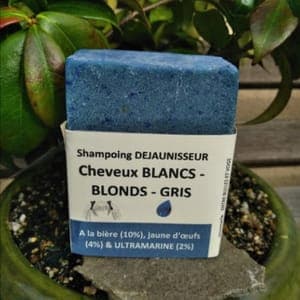 Shampoing DEJAUNISSEUR
Cheveux BLANCS -
BLONDS - GRIS
A la bière (10%), jaune d'œufs
(4%) & ULTRAMARINE (2%)